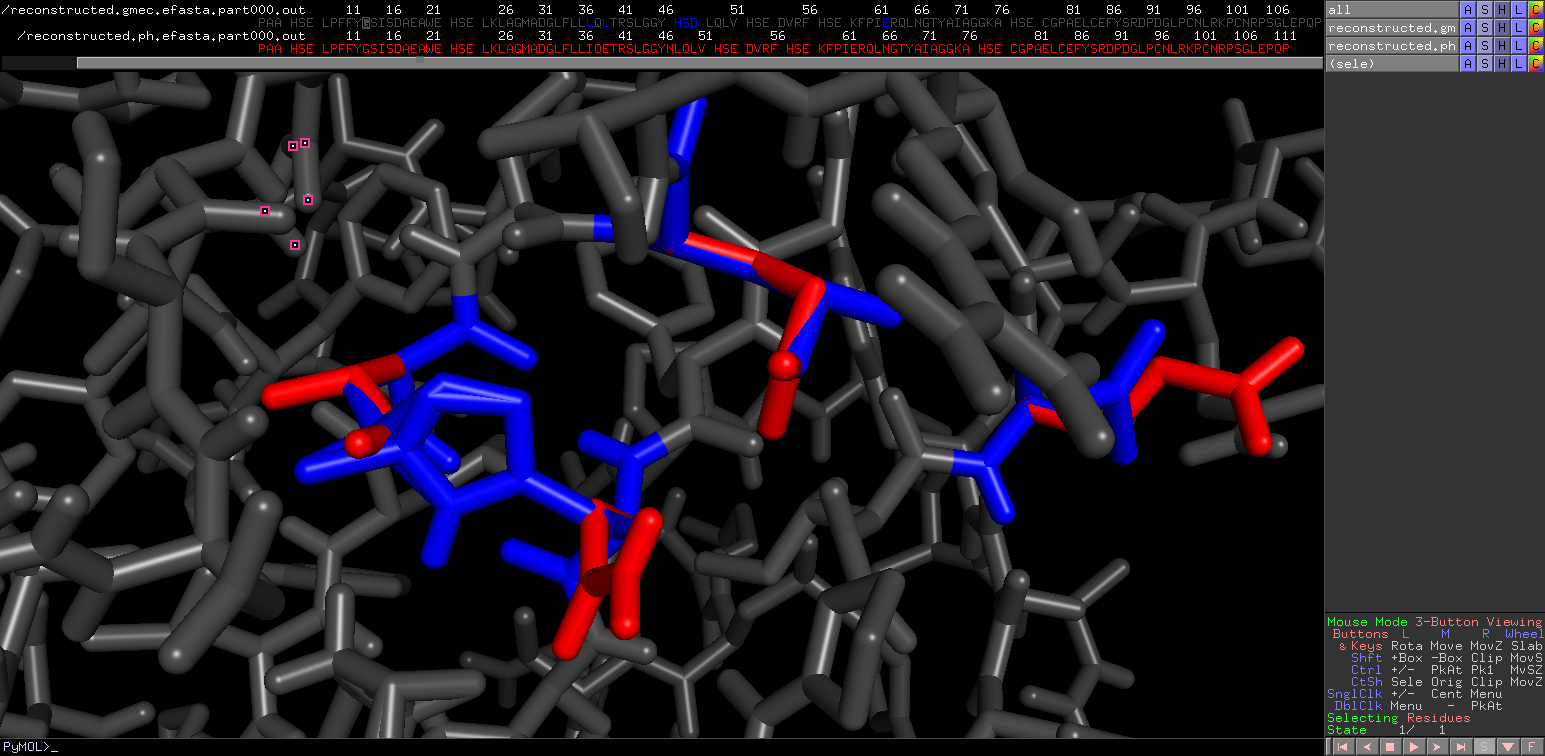 /reconstructed.gmec.efasta.part000.out 11 16 21 26 31 36 41 46 51 56 61 66 71 76 81 86 91 96 101 106
PAA HSE LPFFYGSISDAEAWE HSE LKLAGMADGLFLLLQLTRSLGGY HSD LQLV HSE DVRF HSE KFPIERQLNGTYAIAGGKA HSE CGPAELCEFYSRDPDGLPCNLRKPCNRPSGLEPQP
/reconstructed.ph.efasta.part000.out 11 16 21 26 31 36 41 46 51 56 61 66 71 76 81 86 91 96 101 106 111
PAA HSE LPFFYGSISDAEAWE HSE LKLAGMADGLFLLIQETRSLGGYNLQLV HSE DVRF HSE KFPIERQLNGTYAIAGGKA HSE CGPAELCEFYSRDPDGLPCNLRKPCNRPSGLEPQP
all A S H L C
reconstructed.gm A S H L C
reconstructed.ph A S H L C
(sele) A S H L C
Mouse Mode 3-Button Viewing
Buttons L M R Wheel
& Keys Rota Move MovZ Slab
Shft +Box -Box Clip MovS
Ctrl +/- PkAt Pk1 MvSZ
CtSh Sele Orig Clip MovZ
SnglClk +/- Cent Menu
DblClk Menu - PkAt
Selecting Residues
State 1/ 1
PyMOL>_
S F